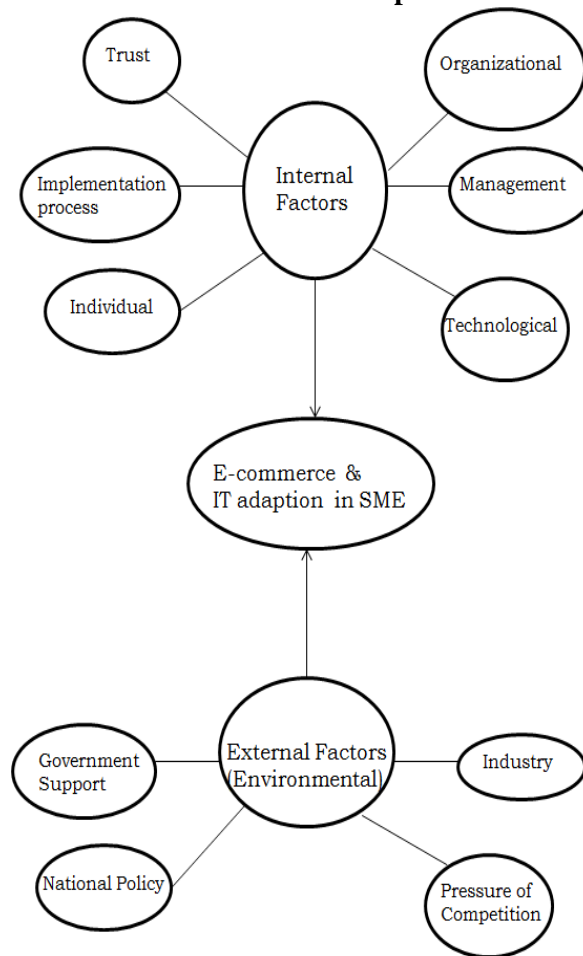 Trust
Organizational
Implementation
process
Internal
Factors
Management
Individual
Technological
E-commerce &
IT adaption in SME
Government
Support
External Factors
(Environmental)
Industry
National Policy
Pressure of
Competition